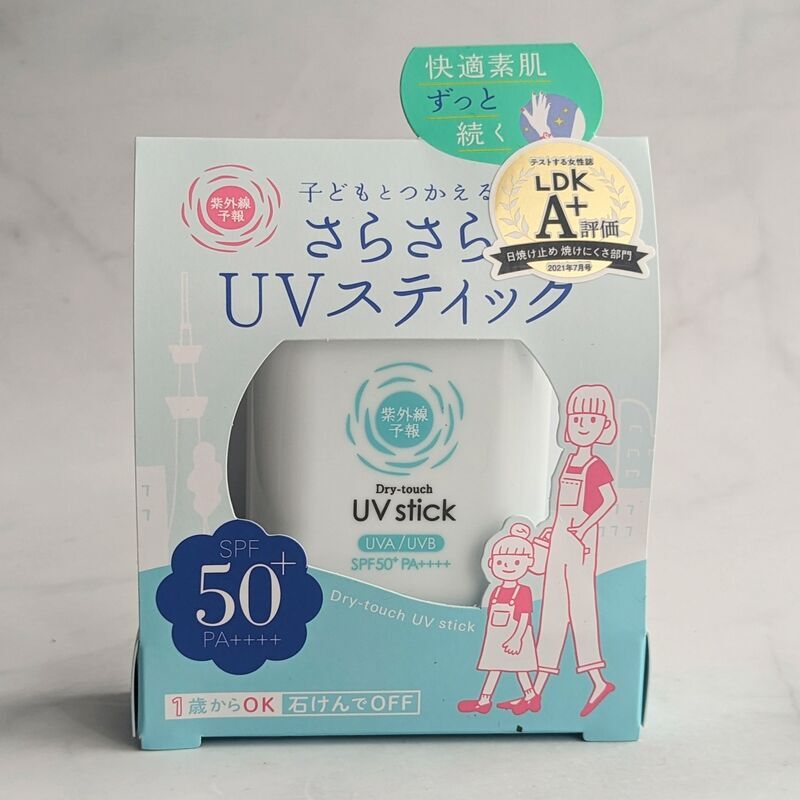 快適素肌
ずっと
続く
テストする女性誌
LDK
A+
評価
日焼け止め 焼けにくさ部門
2021年7月号
紫外線
予報
子どもとつかえる
さらさら
UVスティック
紫外線
予報
Dry-touch
UV stick
UVA/UVB
SPF50+ PA++++
SPF
50+
PA++++
Dry-touch UV stick
1歳からOK
石けんでOFF